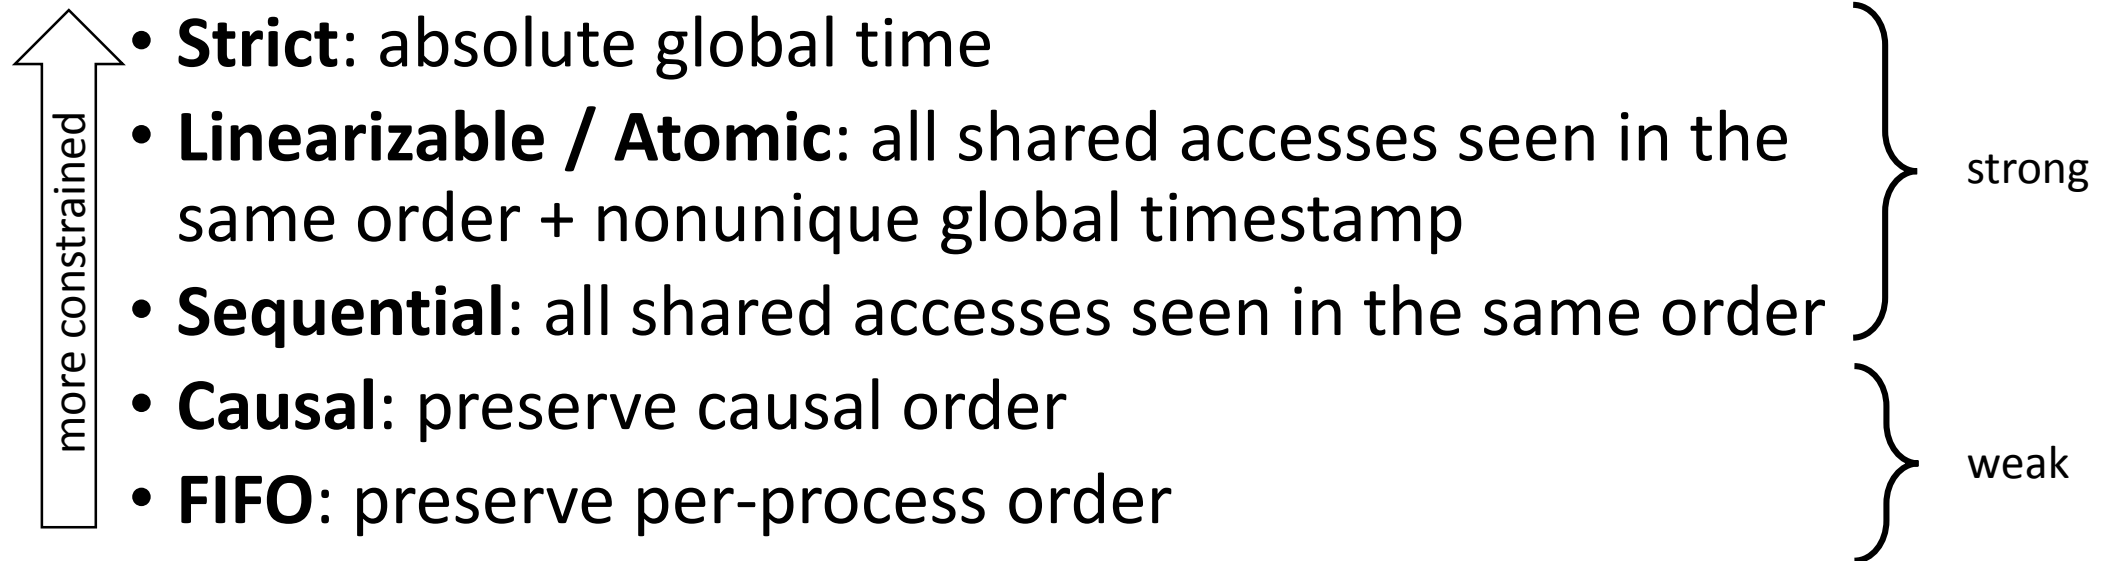 • Strict: absolute global time
• Linearizable / Atomic: all shared accesses seen in the
same order + nonunique global timestamp
• Sequential: all shared accesses seen in the same order
• Causal: preserve causal order
• FIFO: preserve per-process order
more constrained
strong
weak